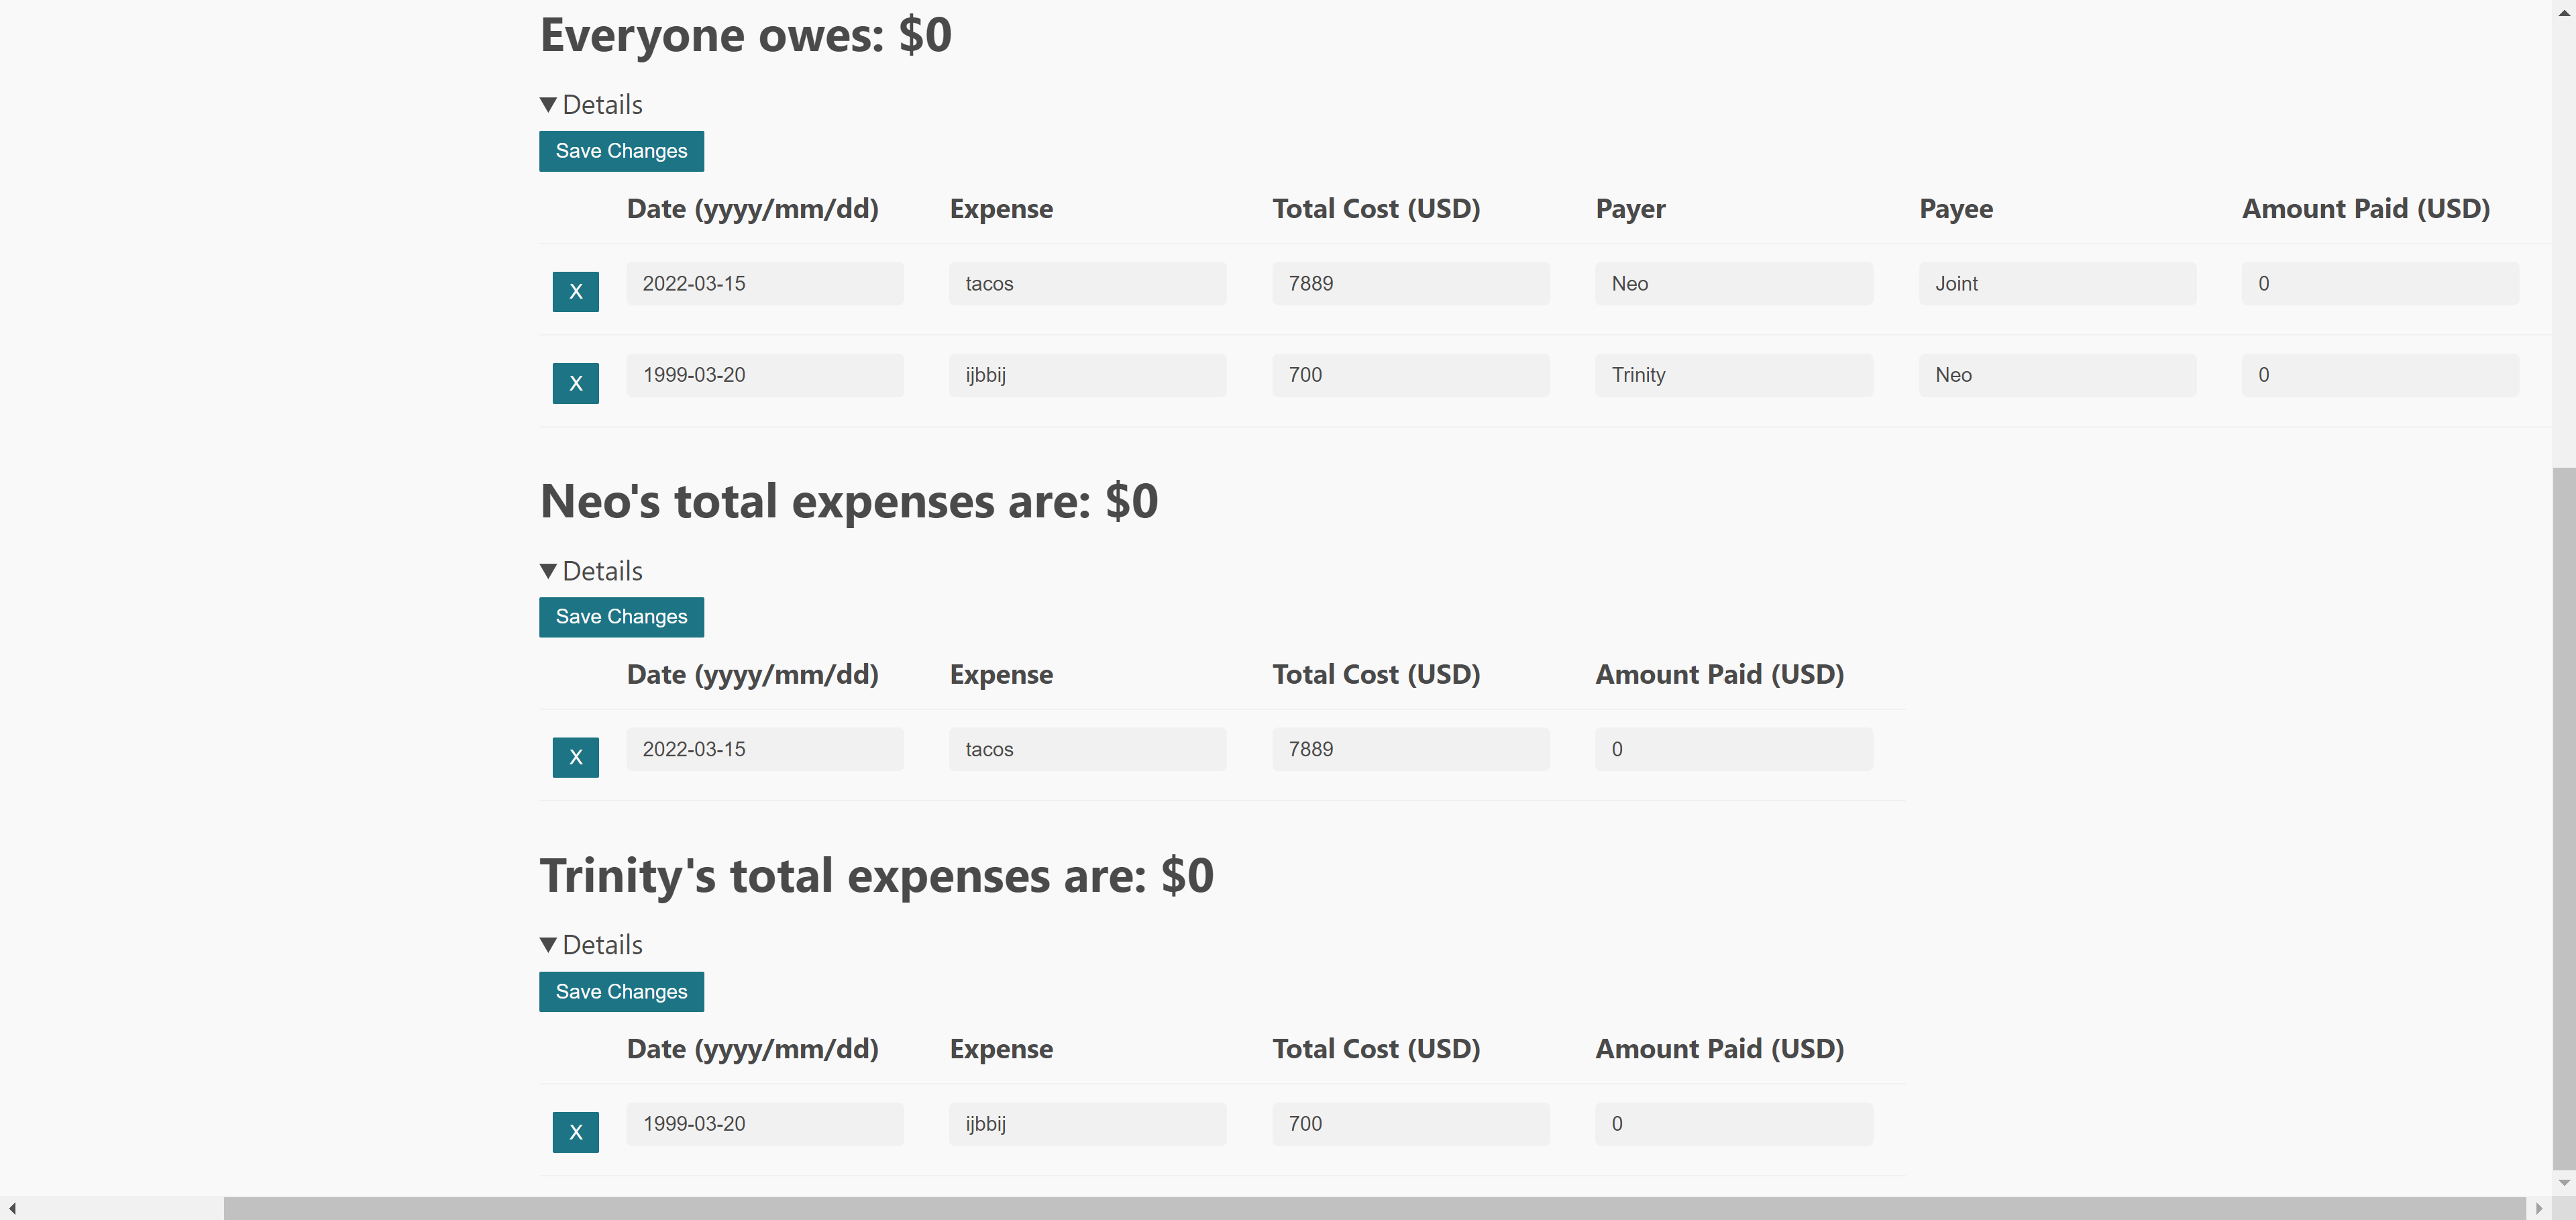 Everyone owes: $0
Details
Save Changes
Date (yyyy/mm/dd) Expense Total Cost (USD) Payer Payee Amount Paid (USD)
X 2022-03-15 tacos 7889 Neo Joint 0
X 1999-03-20 ijbbij 700 Trinity Neo 0
Neo's total expenses are: $0
Details
Save Changes
Date (yyyy/mm/dd) Expense Total Cost (USD) Amount Paid (USD)
X 2022-03-15 tacos 7889 0
Trinity's total expenses are: $0
Details
Save Changes
Date (yyyy/mm/dd) Expense Total Cost (USD) Amount Paid (USD)
X 1999-03-20 ijbbij 700 0